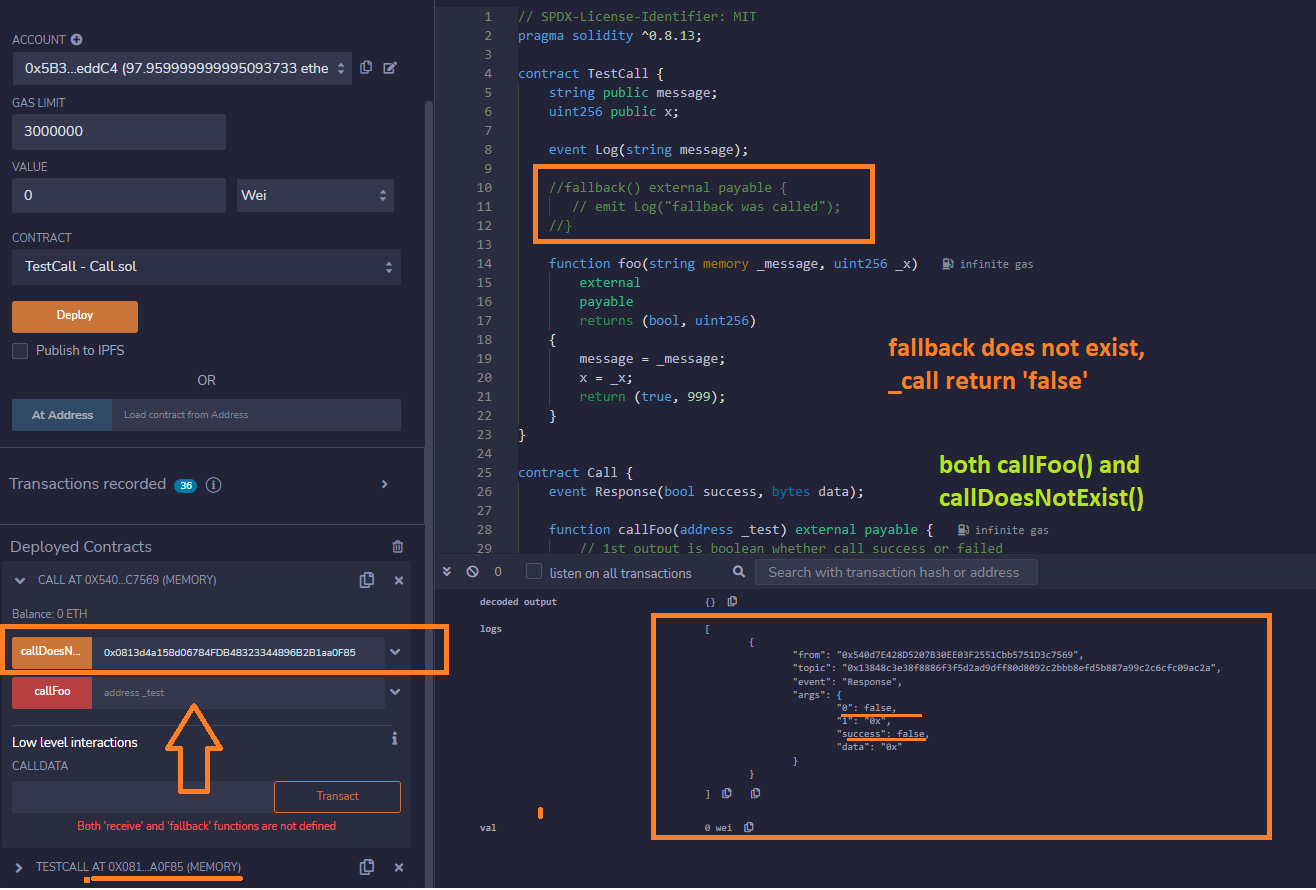 ACCOUNT
0x5B3...eddC4 (97.959999999995093733 ethe
GAS LIMIT
3000000
VALUE
0
Wei
CONTRACT
TestCall - Call.sol
Deploy
Publish to IPFS
OR
At Address
Load contract from Address
Transactions recorded 36 i
Deployed Contracts
CALL AT 0X540...C7569 (MEMORY)
Balance: 0 ETH
callDoesN...
0x0813d4a158d06784FDB48323344896B2B1aa0F85
callFoo
address _test
Low level interactions
CALLDATA
Transact
Both 'receive' and 'fallback' functions are not defined
TESTCALL AT 0X081...A0F85 (MEMORY)
1 // SPDX-License-Identifier: MIT
2 pragma solidity ^0.8.13;
3
4 contract TestCall {
5 string public message;
6 uint256 public x;
7
8 event Log(string message);
9
10 //fallback() external payable {
11 // emit Log("fallback was called");
12 //}
13
14 function foo(string memory _message, uint256 _x) infinite gas
15 external
16 payable
17 returns (bool, uint256)
18 {
19 message = _message;
20 x = _x;
21 return (true, 999);
22 }
23 }
24
25 contract Call {
26 event Response(bool success, bytes data);
27
28 function callFoo(address _test) external payable { infinite gas
29 // 1st output is boolean whether call success or failed
fallback does not exist,
_call return 'false'
both callFoo() and
callDoesNotExist()
0
listen on all transactions
Search with transaction hash or address
decoded output {}
logs [
{
"from": "0x540d7E428D5207B30EE03F2551Cbb5751D3c7569",
"topic": "0x13848c3e38f8886f3f5d2ad9dff80d8092c2bbb8efd5b887a99c2c6cfc09ac2a",
"event": "Response",
"args": {
"0": false,
"1": "0x",
"success": false,
"data": "0x"
}
}
]
val 0 wei